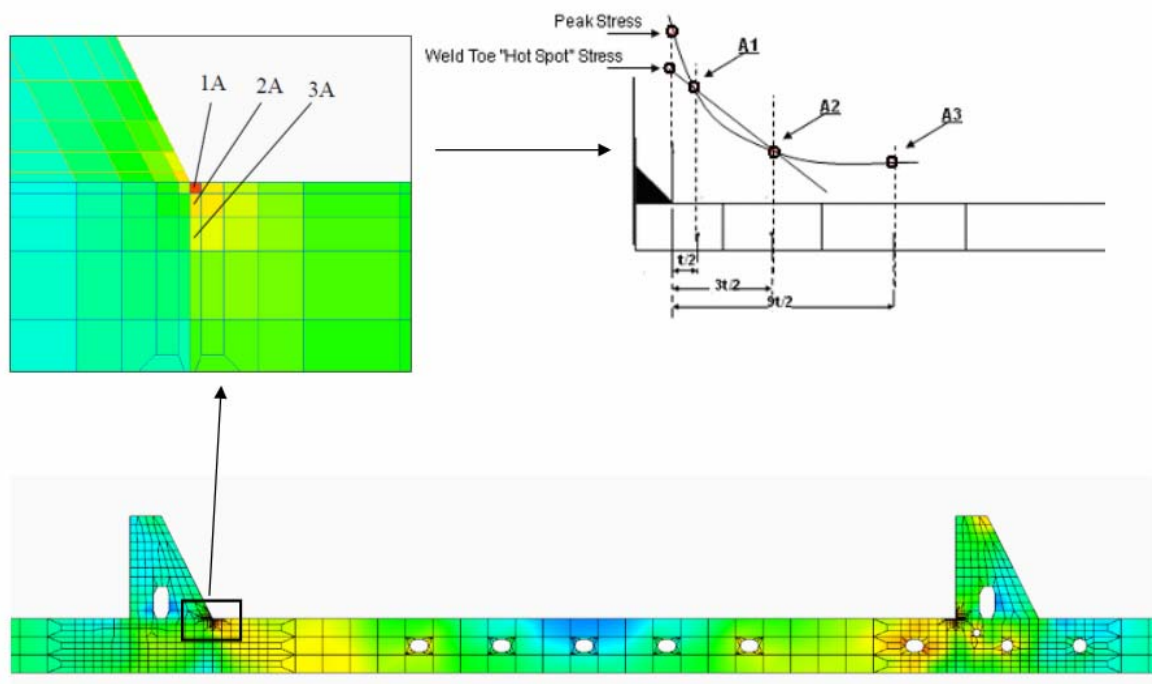 Peak Stress
Weld Toe "Hot Spot" Stress
A1
A2
A3
1A
2A
3A
t/2
3t/2
9t/2